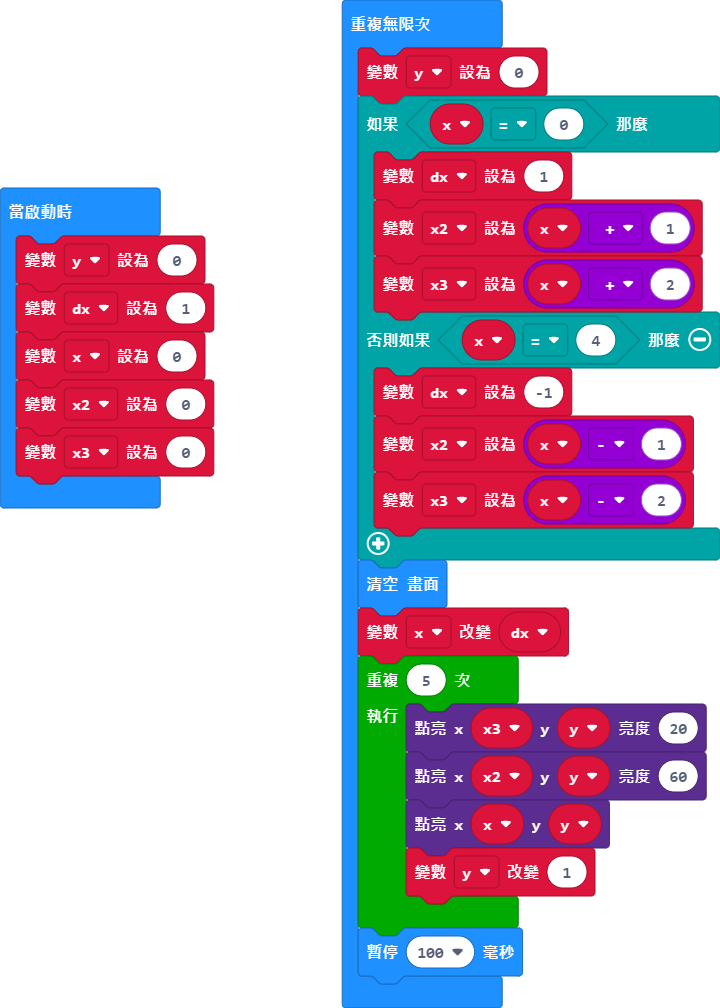 當啟動時
變數 y 設為 0
變數 dx 設為 1
變數 x 設為 0
變數 x2 設為 0
變數 x3 設為 0
重複無限次
變數 y 設為 0
如果 x = 0 那麼
變數 dx 設為 1
變數 x2 設為 x + 1
變數 x3 設為 x + 2
否則如果 x = 4 那麼
變數 dx 設為 -1
變數 x2 設為 x - 1
變數 x3 設為 x - 2
清空 畫面
變數 x 改變 dx
重複 5 次
執行
點亮 x x3 y y 亮度 20
點亮 x x2 y y 亮度 60
點亮 x x y y
變數 y 改變 1
暫停 100 毫秒